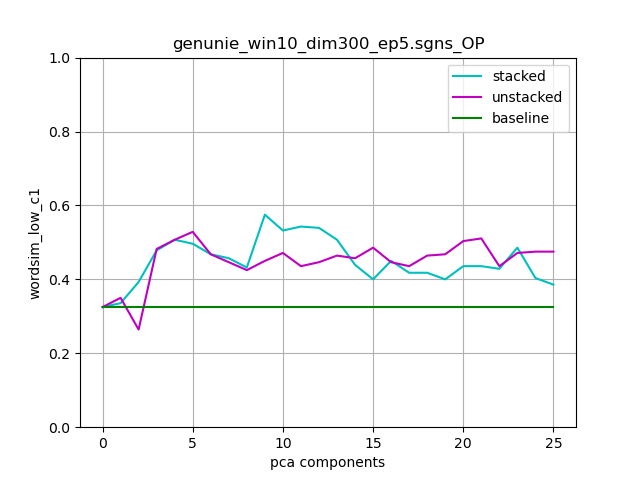 genunie_win10_dim300_ep5.sgns_OP
stacked
unstacked
baseline
wordsim_low_c1
1.0
0.8
0.6
0.4
0.2
0.0
0 5 10 15 20 25
pca components